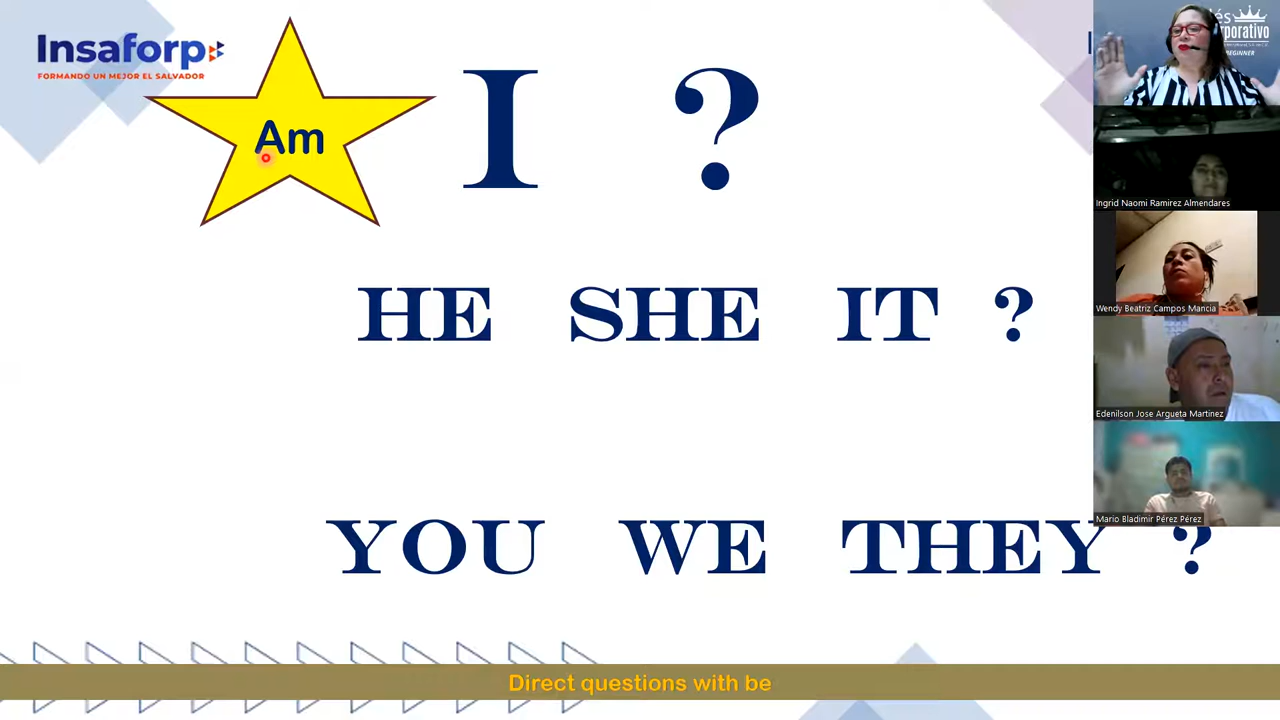 Insaforp
FORMANDO UN MEJOR EL SALVADOR
Am
I ?
HE SHE IT ?
YOU WE THEY ?
Direct questions with be
BEGINNER
Ingrid Naomi Ramirez Almendares
Wendy Beatriz Campos Mancia
Edenilson Jose Argueta Martinez
Mario Bladimir Pérez Pérez